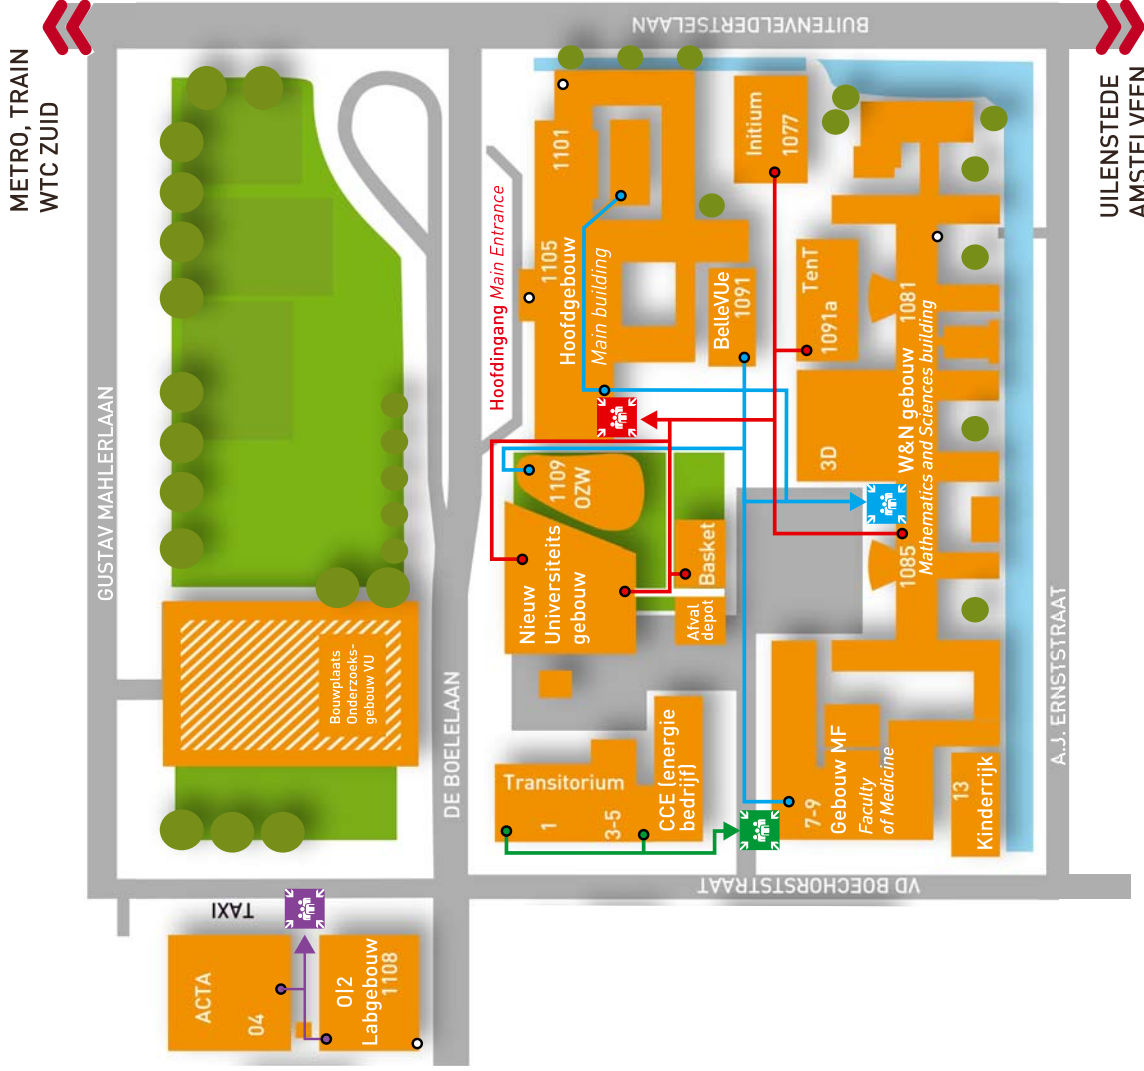 METRO, TRAIN
WTC ZUID
UILENSTEDE
AMSTELVEEN
BUITENVELDERTSELAAN
GUSTAV MAHLERLAAN
DE BOELELAAN
A.J. ERNSTSTRAAT
VD BOECHORSTSTRAAT
TAXI
Hoofdingang Main Entrance
1101
1105
Hoofdgebouw
Main building
Initium
1077
BelleVUe
1091
TenT
1091a
3D
1081
W&N gebouw
Mathematics and Sciences building
1085
1109
OZW
Nieuw
Universiteits
gebouw
Basket
Afval
depot
Bouwplaats
Onderzoeks-
gebouw VU
Transitorium
1
3-5
CCE (energie
bedrijf)
7-9
Gebouw MF
Faculty
of Medicine
13
Kinderrijk
ACTA
04
O|2
Labgebouw
1108